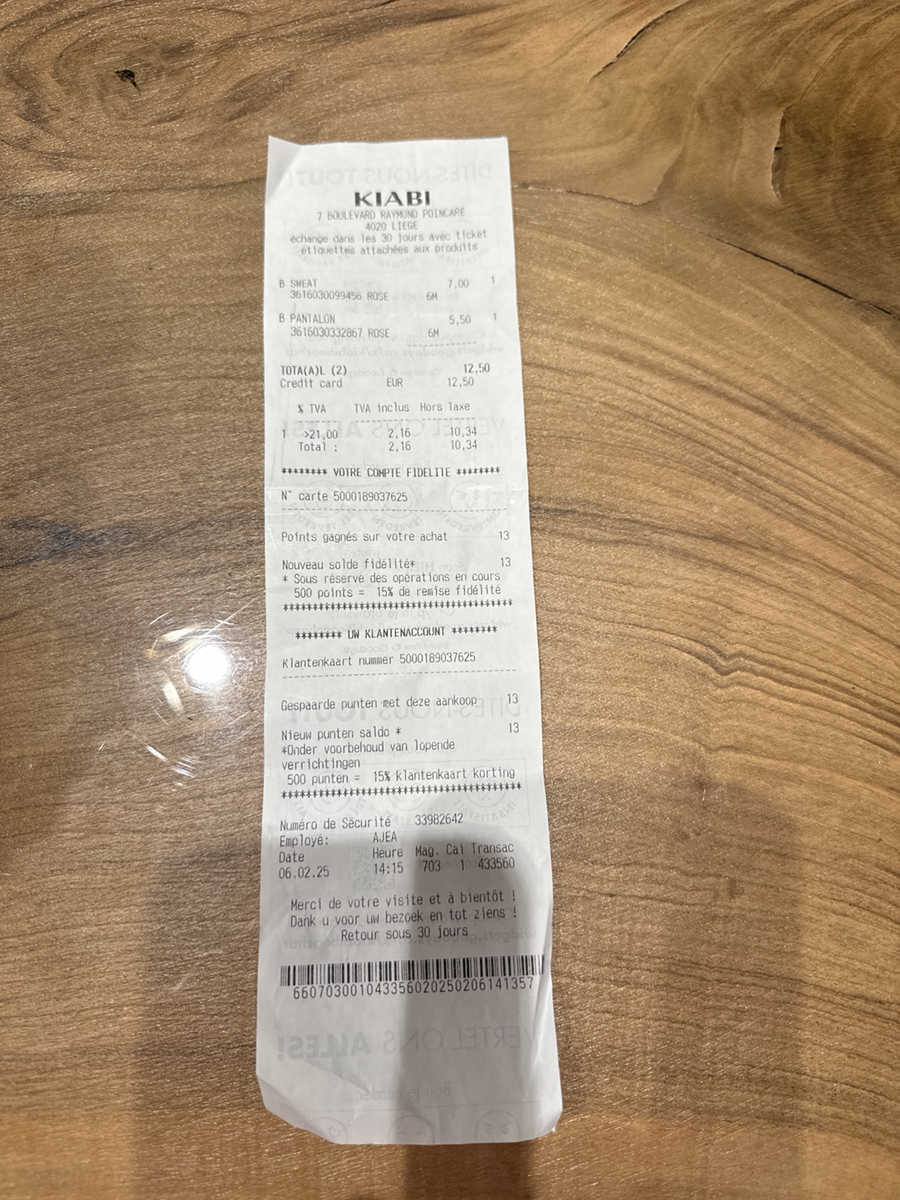 KIABI
7 BOULEVARD RAYMOND POINCARÉ
4020 LIEGE
échange dans les 30 jours avec ticket
étiquettes attachées aux produits
B SWEAT 7,00 1
3616030099456 ROSE 6M
B PANTALON 5,50 1
3616030332867 ROSE 6M
TOTA(A)L (2) 12,50
Credit card EUR 12,50
% TVA TVA inclus Hors Taxe
1 >21,00 2,16 10,34
Total : 2,16 10,34
******** VOTRE COMPTE FIDELITE ********
N° carte 5000189037625
Points gagnés sur votre achat 13
Nouveau solde fidélité* 13
* Sous réserve des opérations en cours
500 points = 15% de remise fidélité
******************************************
******** UW KLANTENACCOUNT ********
Klantenkaart nummer 5000189037625
Gespaarde punten met deze aankoop 13
Nieuw punten saldo * 13
*Onder voorbehoud van lopende
verrichtingen
500 punten = 15% klantenkaart korting
******************************************
Numéro de Sécurité 33982642
Employé: AJEA
Date Heure Mag. Cai Transac
06.02.25 14:15 703 1 433560
Merci de votre visite et à bientôt !
Dank u voor uw bezoek en tot ziens !
Retour sous 30 jours
660703001043356020250206141357